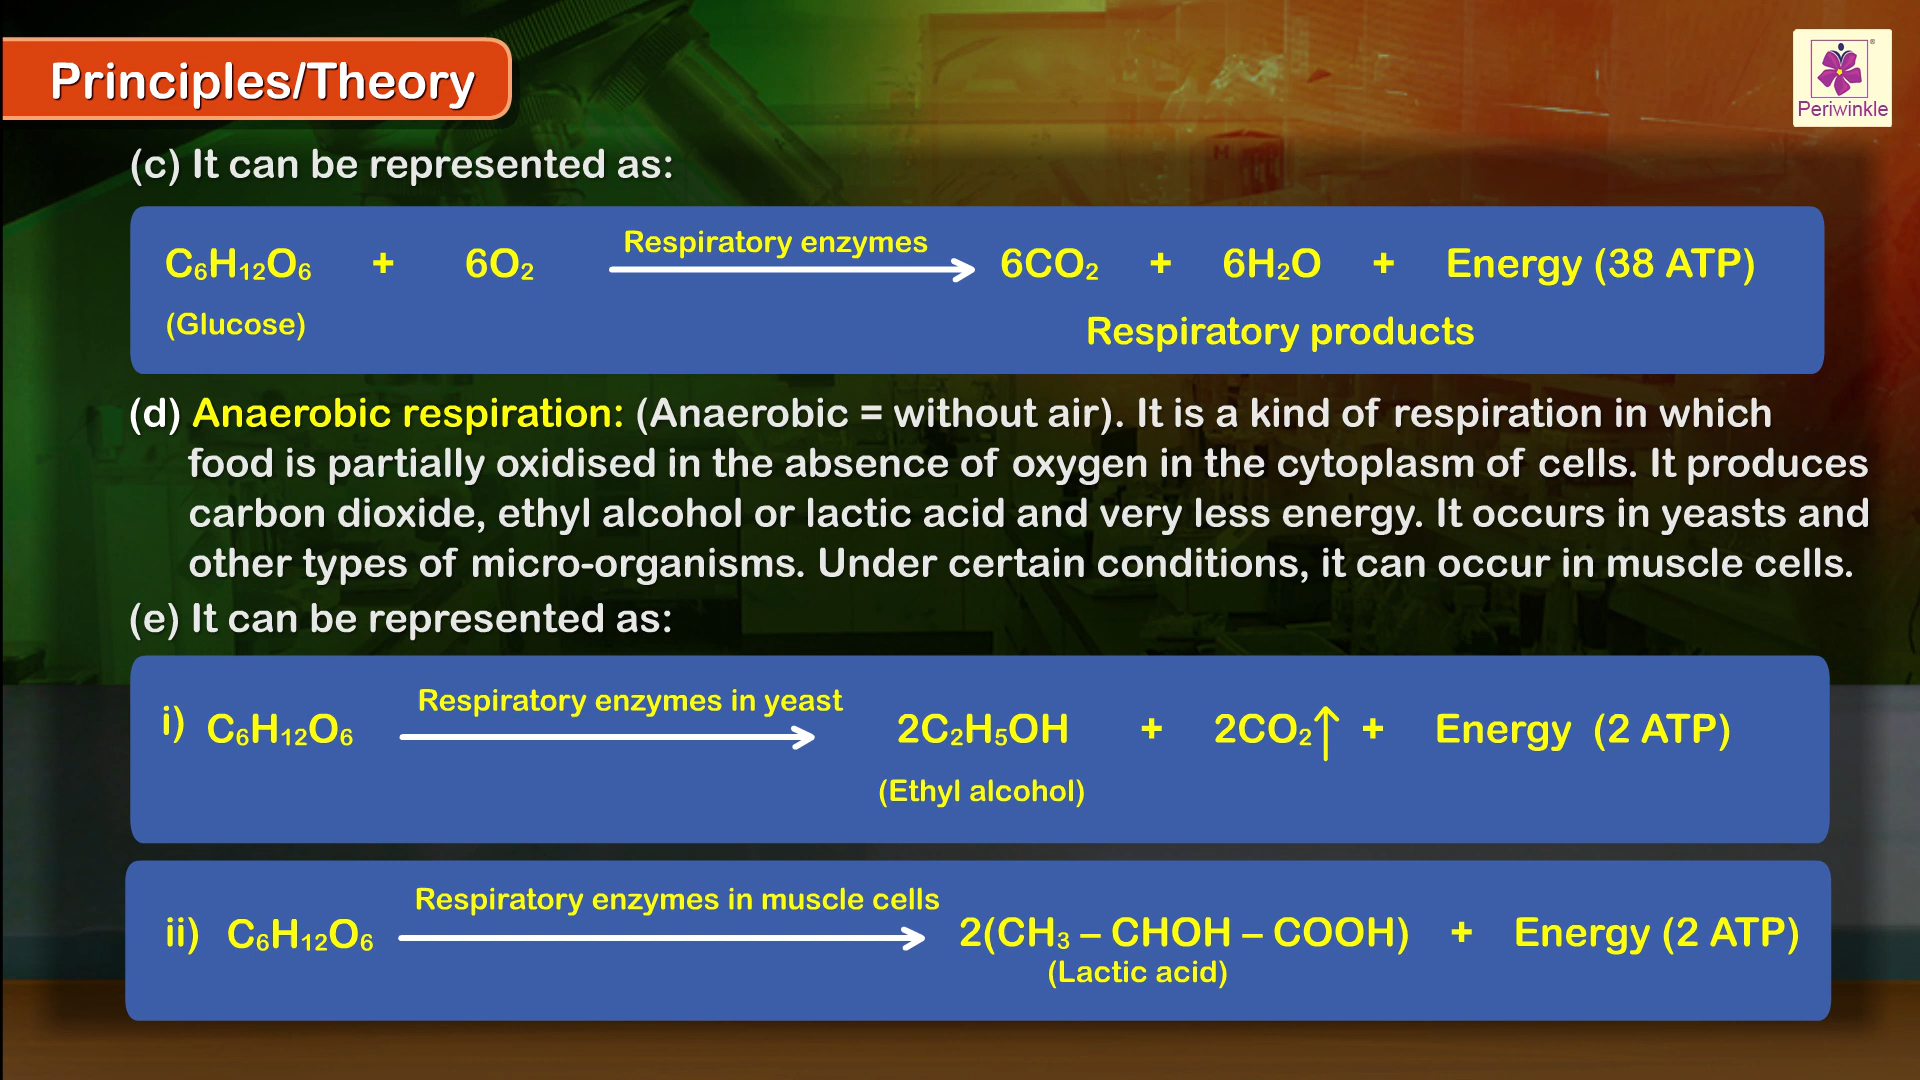 Principles/Theory
Periwinkle
(c) It can be represented as:
C₆H₁₂O₆ + 6O₂ Respiratory enzymes 6CO₂ + 6H₂O + Energy (38 ATP)
(Glucose) Respiratory products
(d) Anaerobic respiration: (Anaerobic = without air). It is a kind of respiration in which
food is partially oxidised in the absence of oxygen in the cytoplasm of cells. It produces
carbon dioxide, ethyl alcohol or lactic acid and very less energy. It occurs in yeasts and
other types of micro-organisms. Under certain conditions, it can occur in muscle cells.
(e) It can be represented as:
Respiratory enzymes in yeast
i) C₆H₁₂O₆ ⟶ 2C₂H₅OH + 2CO₂↑ + Energy (2 ATP)
(Ethyl alcohol)
Respiratory enzymes in muscle cells
ii) C₆H₁₂O₆ ⟶ 2(CH₃ – CHOH – COOH) + Energy (2 ATP)
(Lactic acid)